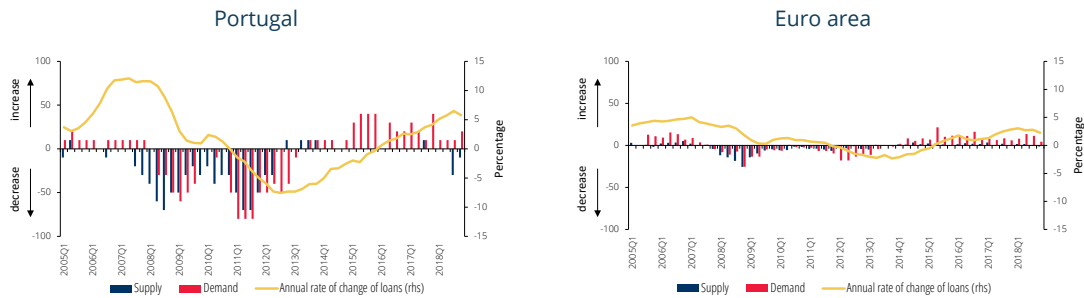 Portugal
increase
decrease
100
50
0
-50
-100
15
10
5
0
-5
-10
-15
Percentage
2005Q1
2006Q1
2007Q1
2008Q1
2009Q1
2010Q1
2011Q1
2012Q1
2013Q1
2014Q1
2015Q1
2016Q1
2017Q1
2018Q1
Supply Demand Annual rate of change of loans (rhs)
Euro area
increase
decrease
100
50
0
-50
-100
15
10
5
0
-5
-10
-15
Percentage
2005Q1
2006Q1
2007Q1
2008Q1
2009Q1
2010Q1
2011Q1
2012Q1
2013Q1
2014Q1
2015Q1
2016Q1
2017Q1
2018Q1
Supply Demand Annual rate of change of loans (rhs)